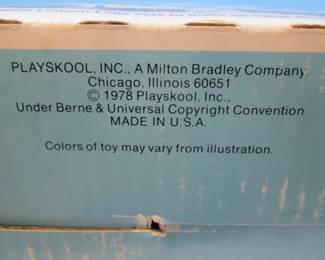 PLAYSKOOL, INC., A Milton Bradley Company
Chicago, Illinois 60651
© 1978 Playskool, Inc.,
Under Berne & Universal Copyright Convention
MADE IN U.S.A.
Colors of toy may vary from illustration.